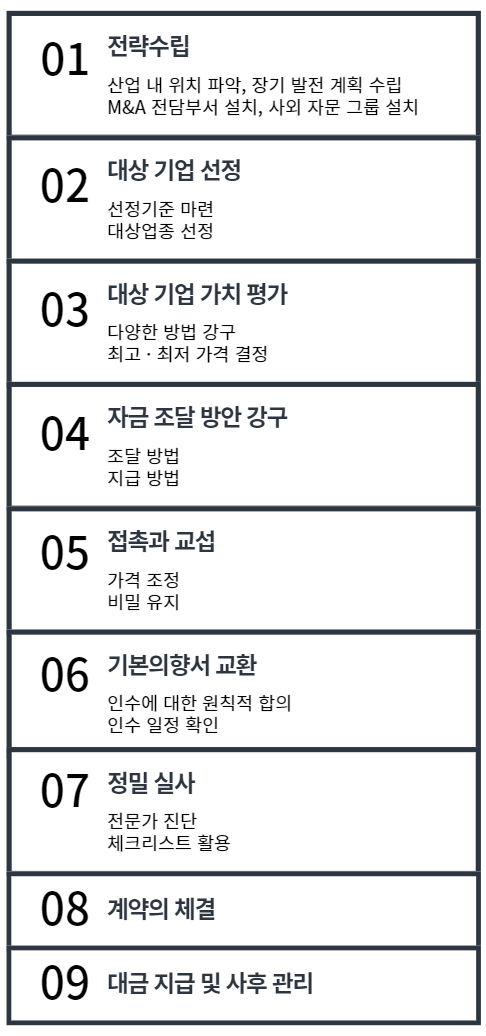 01
전략수립
산업 내 위치 파악, 장기 발전 계획 수립
M&A 전담부서 설치, 사외 자문 그룹 설치
02
대상 기업 선정
선정기준 마련
대상업종 선정
03
대상 기업 가치 평가
다양한 방법 강구
최고 · 최저 가격 결정
04
자금 조달 방안 강구
조달 방법
지급 방법
05
접촉과 교섭
가격 조정
비밀 유지
06
기본의향서 교환
인수에 대한 원칙적 합의
인수 일정 확인
07
정밀 실사
전문가 진단
체크리스트 활용
08
계약의 체결
09
대금 지급 및 사후 관리